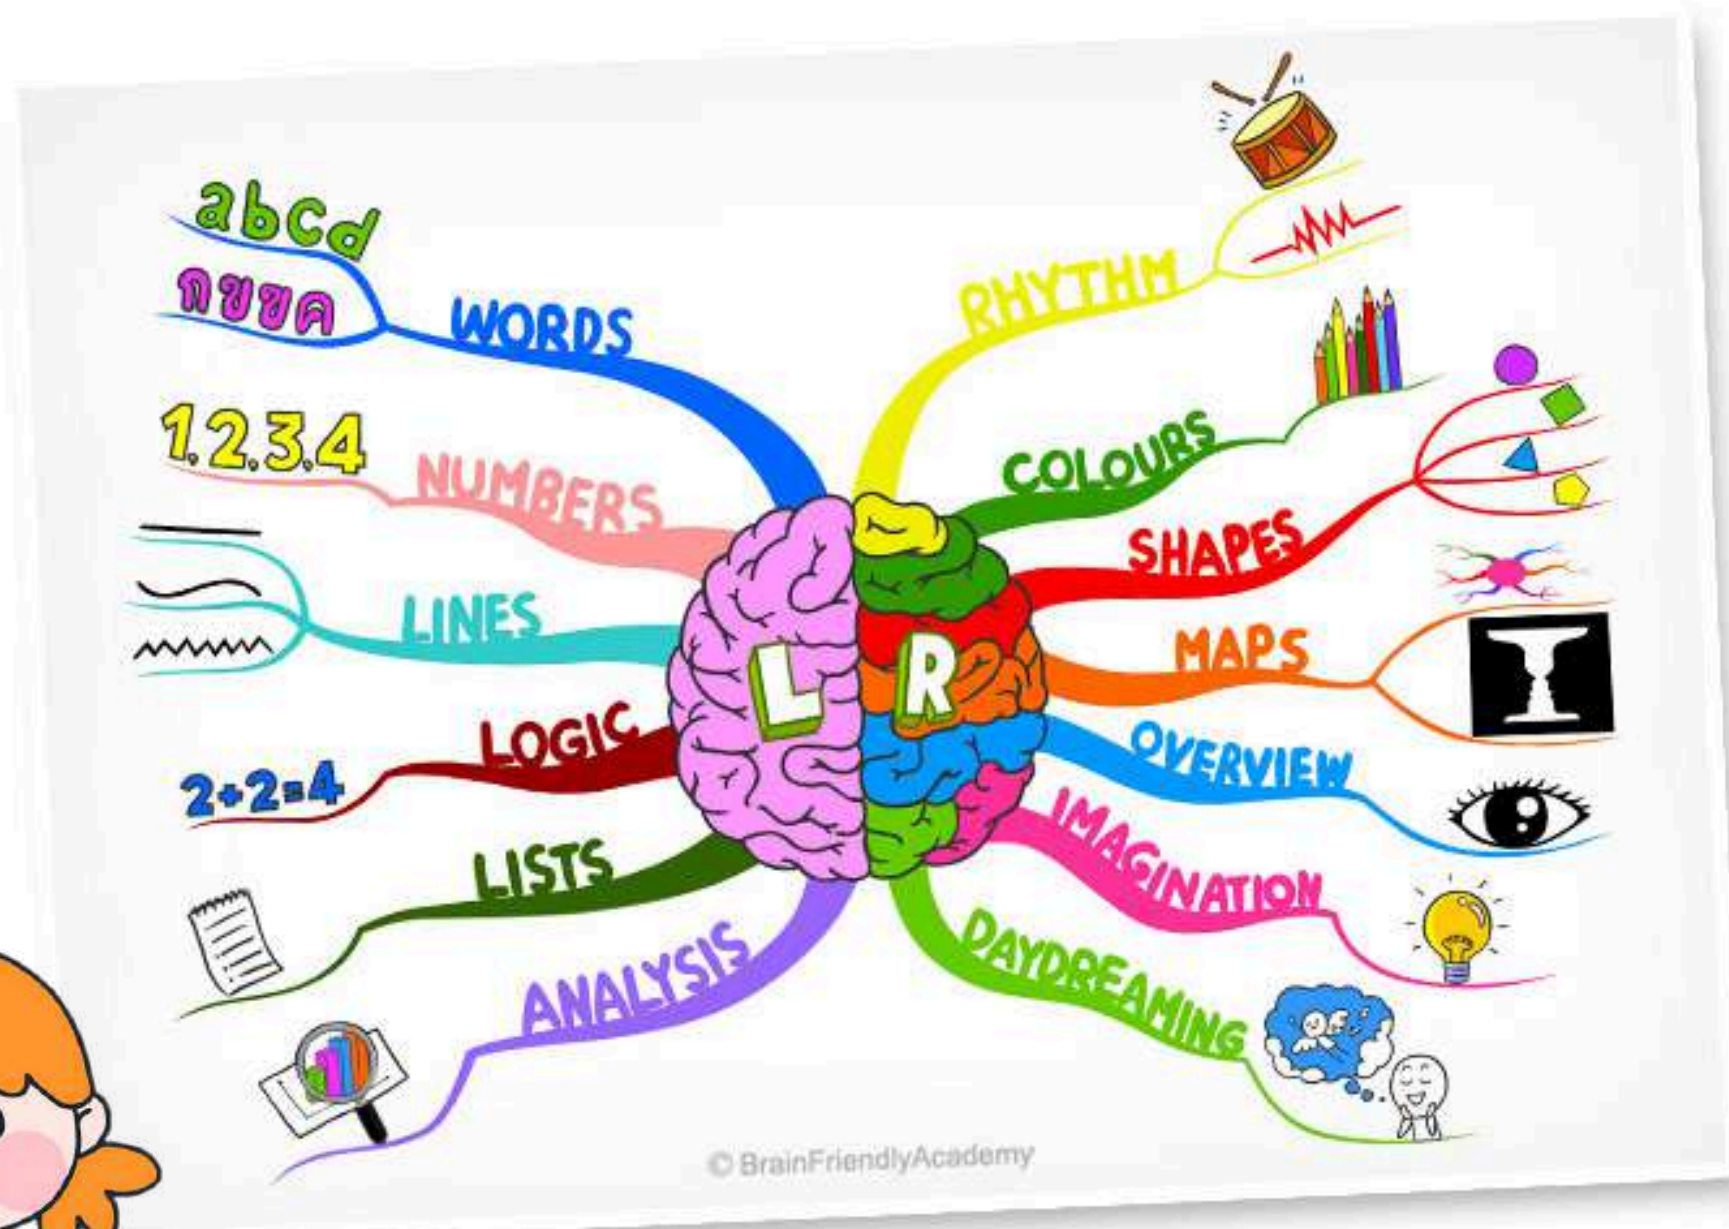 abcd
กขฃค
WORDS
1.2.3.4
NUMBERS
LINES
LOGIC
2+2=4
LISTS
ANALYSIS
L
R
RHYTHM
COLOURS
SHAPES
MAPS
OVERVIEW
IMAGINATION
DAYDREAMING
© BrainFriendlyAcademy